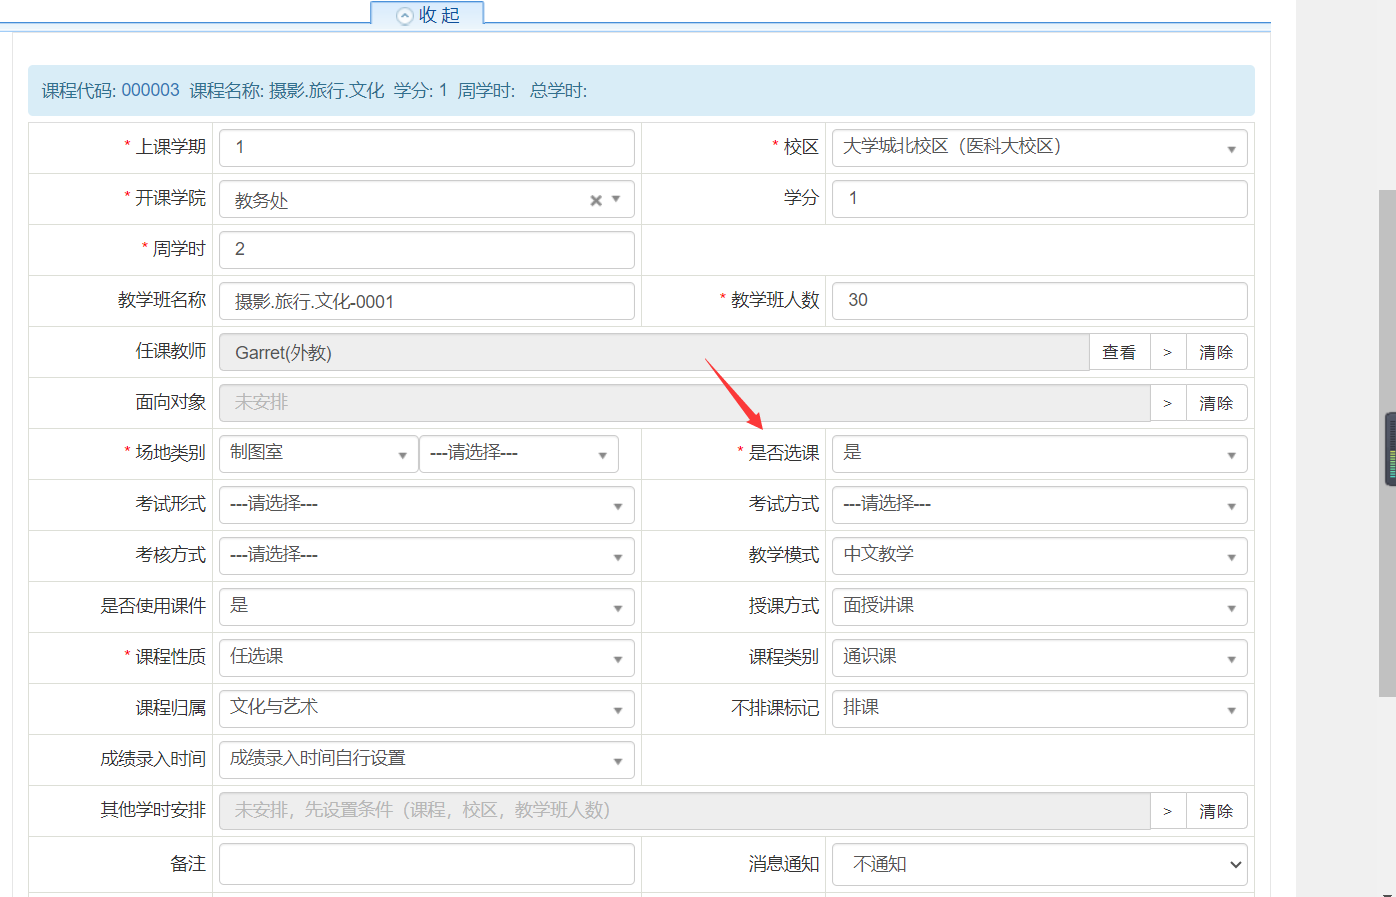 收起
课程代码: 000003 课程名称: 摄影.旅行.文化 学分: 1 周学时: 总学时:
* 上课学期 1 * 校区 大学城北校区（医科大校区）
* 开课学院 教务处 学分 1
* 周学时 2
教学班名称 摄影.旅行.文化-0001 * 教学班人数 30
任课教师 Garret(外教) 查看 > 清除
面向对象 未安排 > 清除
* 场地类别 制图室 ---请选择--- * 是否选课 是
考试形式 ---请选择--- 考试方式 ---请选择---
考核方式 ---请选择--- 教学模式 中文教学
是否使用课件 是 授课方式 面授讲课
* 课程性质 任选课 课程类别 通识课
课程归属 文化与艺术 不排课标记 排课
成绩录入时间 成绩录入时间自行设置
其他学时安排 未安排，先设置条件（课程，校区，教学班人数） > 清除
备注 消息通知 不通知